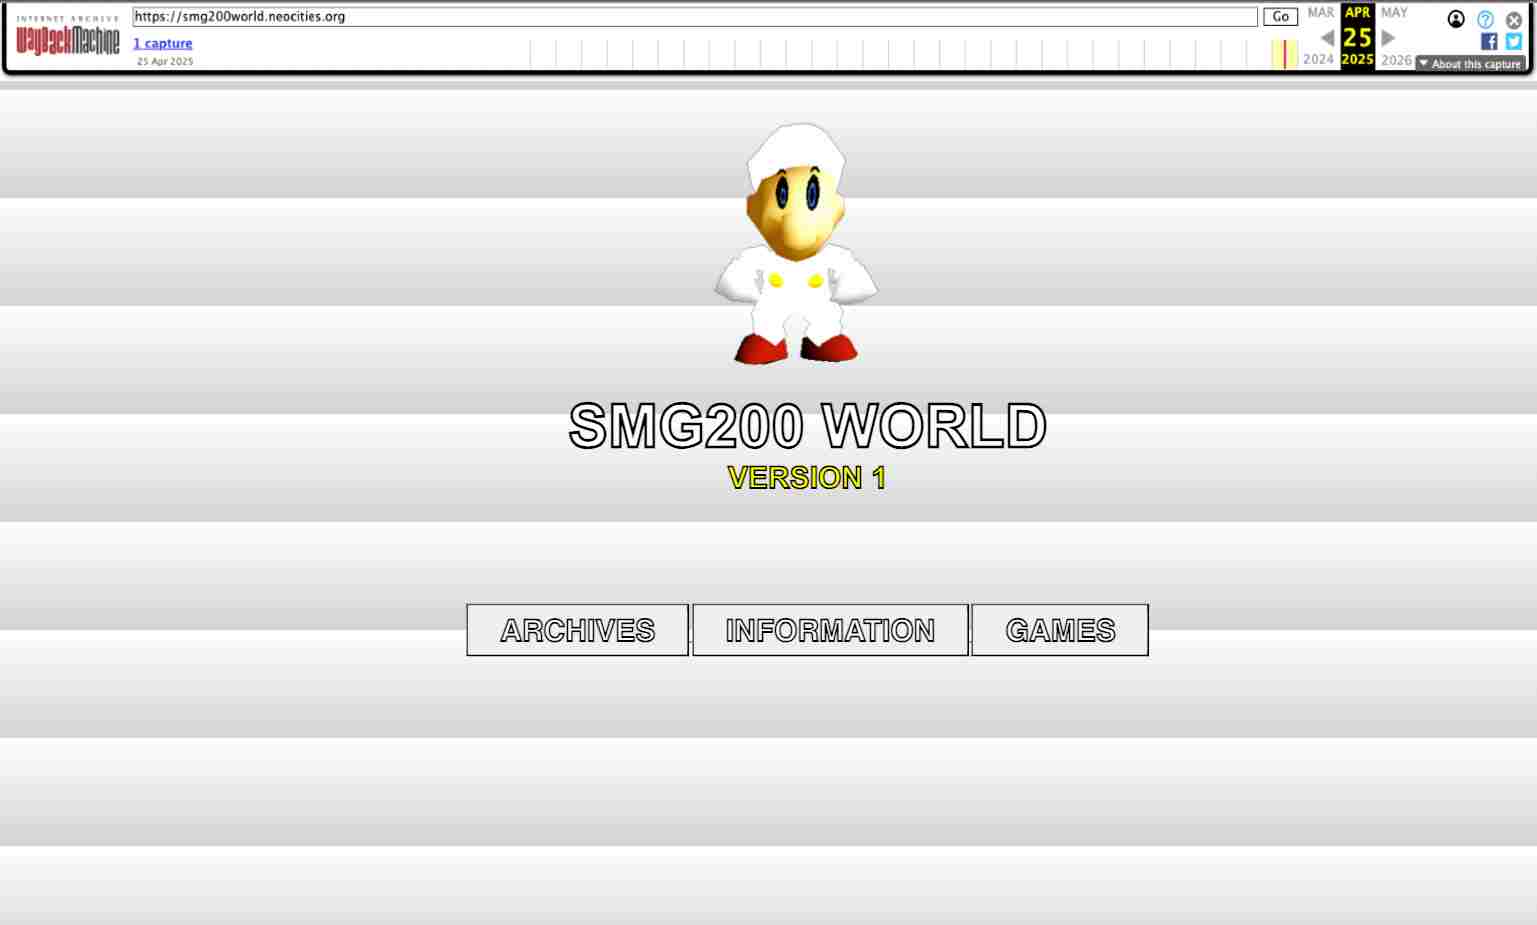 INTERNET ARCHIVE
WayBackMachine
https://smg200world.neocities.org
Go
1 capture
25 Apr 2025
MAR APR MAY
25
2024 2025 2026
?
f
About this capture
SMG200 WORLD
VERSION 1
ARCHIVES INFORMATION GAMES